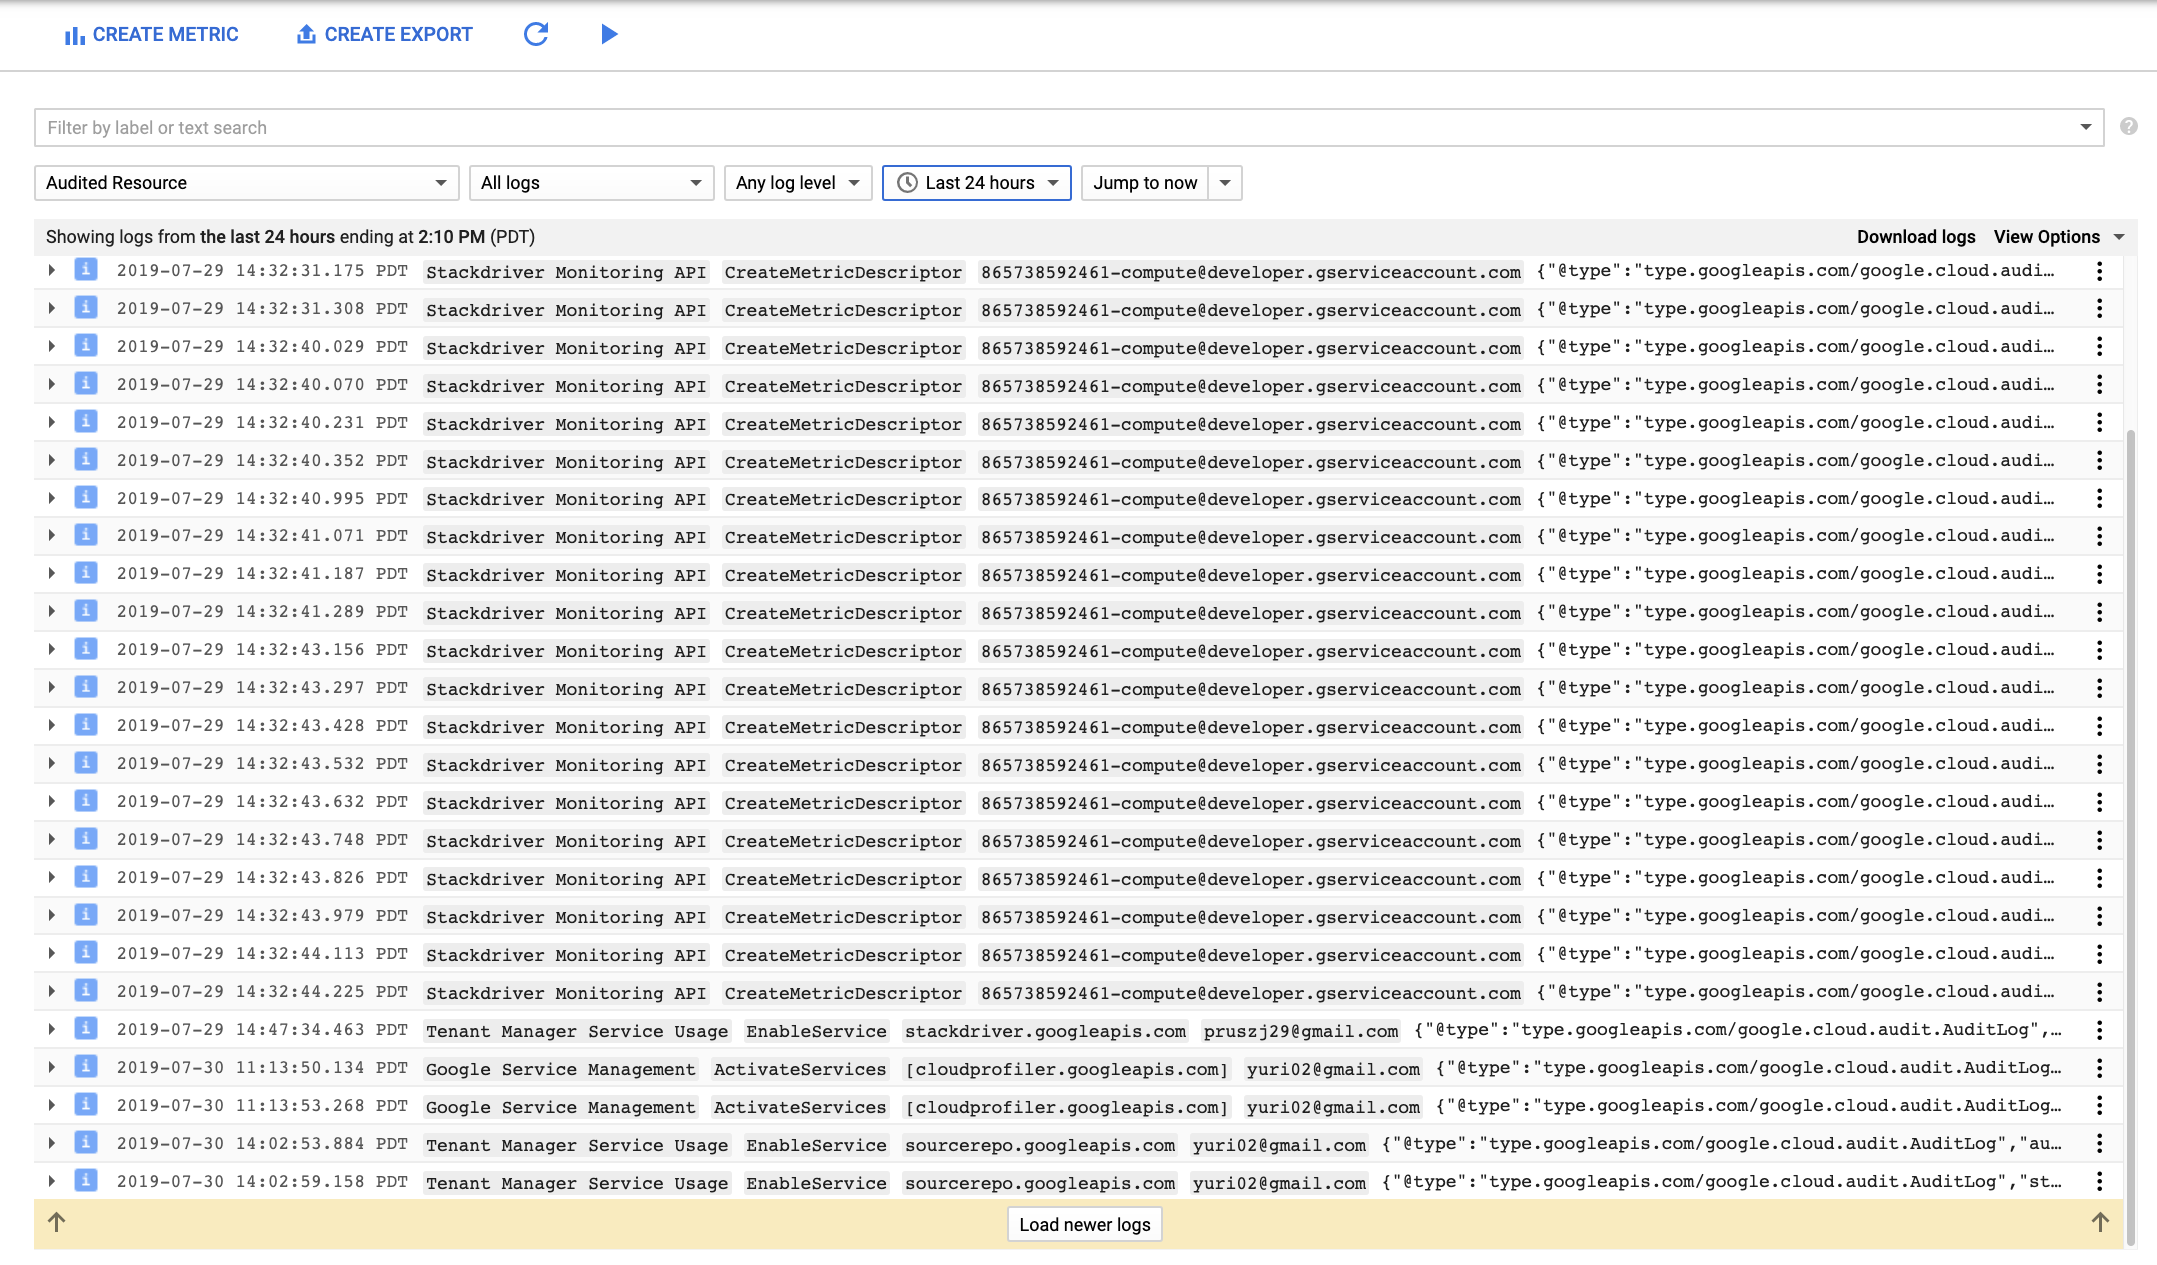 CREATE METRIC CREATE EXPORT
Filter by label or text search ?
Audited Resource All logs Any log level Last 24 hours Jump to now
Showing logs from the last 24 hours ending at 2:10 PM (PDT) Download logs View Options
i 2019-07-29 14:32:31.175 PDT Stackdriver Monitoring API CreateMetricDescriptor 865738592461-compute@developer.gserviceaccount.com {"@type":"type.googleapis.com/google.cloud.audi…
i 2019-07-29 14:32:31.308 PDT Stackdriver Monitoring API CreateMetricDescriptor 865738592461-compute@developer.gserviceaccount.com {"@type":"type.googleapis.com/google.cloud.audi…
i 2019-07-29 14:32:40.029 PDT Stackdriver Monitoring API CreateMetricDescriptor 865738592461-compute@developer.gserviceaccount.com {"@type":"type.googleapis.com/google.cloud.audi…
i 2019-07-29 14:32:40.070 PDT Stackdriver Monitoring API CreateMetricDescriptor 865738592461-compute@developer.gserviceaccount.com {"@type":"type.googleapis.com/google.cloud.audi…
i 2019-07-29 14:32:40.231 PDT Stackdriver Monitoring API CreateMetricDescriptor 865738592461-compute@developer.gserviceaccount.com {"@type":"type.googleapis.com/google.cloud.audi…
i 2019-07-29 14:32:40.352 PDT Stackdriver Monitoring API CreateMetricDescriptor 865738592461-compute@developer.gserviceaccount.com {"@type":"type.googleapis.com/google.cloud.audi…
i 2019-07-29 14:32:40.995 PDT Stackdriver Monitoring API CreateMetricDescriptor 865738592461-compute@developer.gserviceaccount.com {"@type":"type.googleapis.com/google.cloud.audi…
i 2019-07-29 14:32:41.071 PDT Stackdriver Monitoring API CreateMetricDescriptor 865738592461-compute@developer.gserviceaccount.com {"@type":"type.googleapis.com/google.cloud.audi…
i 2019-07-29 14:32:41.187 PDT Stackdriver Monitoring API CreateMetricDescriptor 865738592461-compute@developer.gserviceaccount.com {"@type":"type.googleapis.com/google.cloud.audi…
i 2019-07-29 14:32:41.289 PDT Stackdriver Monitoring API CreateMetricDescriptor 865738592461-compute@developer.gserviceaccount.com {"@type":"type.googleapis.com/google.cloud.audi…
i 2019-07-29 14:32:43.156 PDT Stackdriver Monitoring API CreateMetricDescriptor 865738592461-compute@developer.gserviceaccount.com {"@type":"type.googleapis.com/google.cloud.audi…
i 2019-07-29 14:32:43.297 PDT Stackdriver Monitoring API CreateMetricDescriptor 865738592461-compute@developer.gserviceaccount.com {"@type":"type.googleapis.com/google.cloud.audi…
i 2019-07-29 14:32:43.428 PDT Stackdriver Monitoring API CreateMetricDescriptor 865738592461-compute@developer.gserviceaccount.com {"@type":"type.googleapis.com/google.cloud.audi…
i 2019-07-29 14:32:43.532 PDT Stackdriver Monitoring API CreateMetricDescriptor 865738592461-compute@developer.gserviceaccount.com {"@type":"type.googleapis.com/google.cloud.audi…
i 2019-07-29 14:32:43.632 PDT Stackdriver Monitoring API CreateMetricDescriptor 865738592461-compute@developer.gserviceaccount.com {"@type":"type.googleapis.com/google.cloud.audi…
i 2019-07-29 14:32:43.748 PDT Stackdriver Monitoring API CreateMetricDescriptor 865738592461-compute@developer.gserviceaccount.com {"@type":"type.googleapis.com/google.cloud.audi…
i 2019-07-29 14:32:43.826 PDT Stackdriver Monitoring API CreateMetricDescriptor 865738592461-compute@developer.gserviceaccount.com {"@type":"type.googleapis.com/google.cloud.audi…
i 2019-07-29 14:32:43.979 PDT Stackdriver Monitoring API CreateMetricDescriptor 865738592461-compute@developer.gserviceaccount.com {"@type":"type.googleapis.com/google.cloud.audi…
i 2019-07-29 14:32:44.113 PDT Stackdriver Monitoring API CreateMetricDescriptor 865738592461-compute@developer.gserviceaccount.com {"@type":"type.googleapis.com/google.cloud.audi…
i 2019-07-29 14:32:44.225 PDT Stackdriver Monitoring API CreateMetricDescriptor 865738592461-compute@developer.gserviceaccount.com {"@type":"type.googleapis.com/google.cloud.audi…
i 2019-07-29 14:47:34.463 PDT Tenant Manager Service Usage EnableService stackdriver.googleapis.com pruszj29@gmail.com {"@type":"type.googleapis.com/google.cloud.audit.AuditLog",…
i 2019-07-30 11:13:50.134 PDT Google Service Management ActivateServices [cloudprofiler.googleapis.com] yuri02@gmail.com {"@type":"type.googleapis.com/google.cloud.audit.AuditLog…
i 2019-07-30 11:13:53.268 PDT Google Service Management ActivateServices [cloudprofiler.googleapis.com] yuri02@gmail.com {"@type":"type.googleapis.com/google.cloud.audit.AuditLog…
i 2019-07-30 14:02:53.884 PDT Tenant Manager Service Usage EnableService sourcerepo.googleapis.com yuri02@gmail.com {"@type":"type.googleapis.com/google.cloud.audit.AuditLog","au…
i 2019-07-30 14:02:59.158 PDT Tenant Manager Service Usage EnableService sourcerepo.googleapis.com yuri02@gmail.com {"@type":"type.googleapis.com/google.cloud.audit.AuditLog","st…
Load newer logs